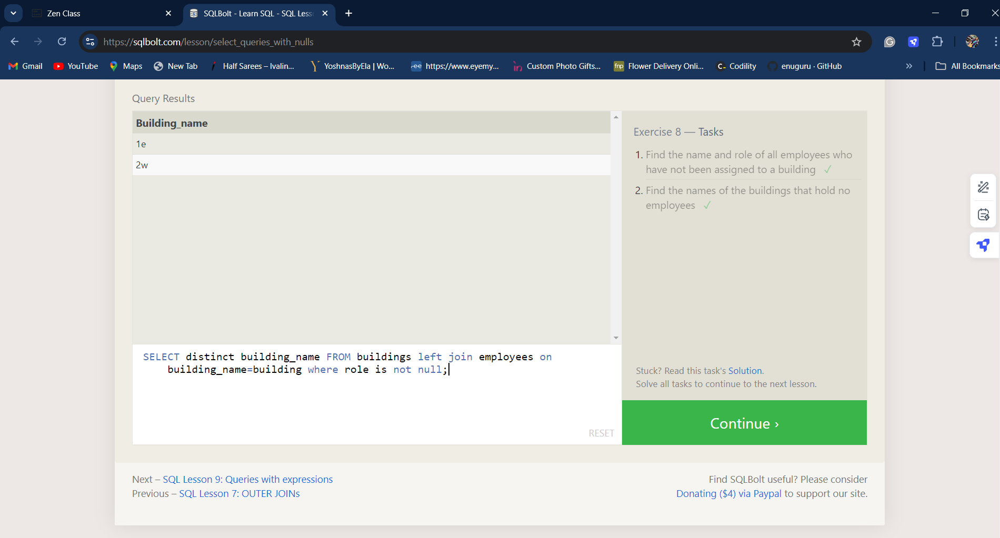 Zen Class
SQLBolt - Learn SQL - SQL Less
https://sqlbolt.com/lesson/select_queries_with_nulls
Gmail
YouTube
Maps
New Tab
Half Sarees – Ivalin...
YoshnasByEla | Wo...
https://www.eyemy...
Custom Photo Gifts...
Flower Delivery Onli...
Codility
enuguru · GitHub
»
All Bookmarks
Query Results
Building_name
1e
2w
Exercise 8 — Tasks
1. Find the name and role of all employees who
have not been assigned to a building ✓
2. Find the names of the buildings that hold no
employees ✓
SELECT distinct building_name FROM buildings left join employees on
building_name=building where role is not null;
RESET
Stuck? Read this task's Solution.
Solve all tasks to continue to the next lesson.
Continue ›
Next – SQL Lesson 9: Queries with expressions
Previous – SQL Lesson 7: OUTER JOINs
Find SQLBolt useful? Please consider
Donating ($4) via Paypal to support our site.